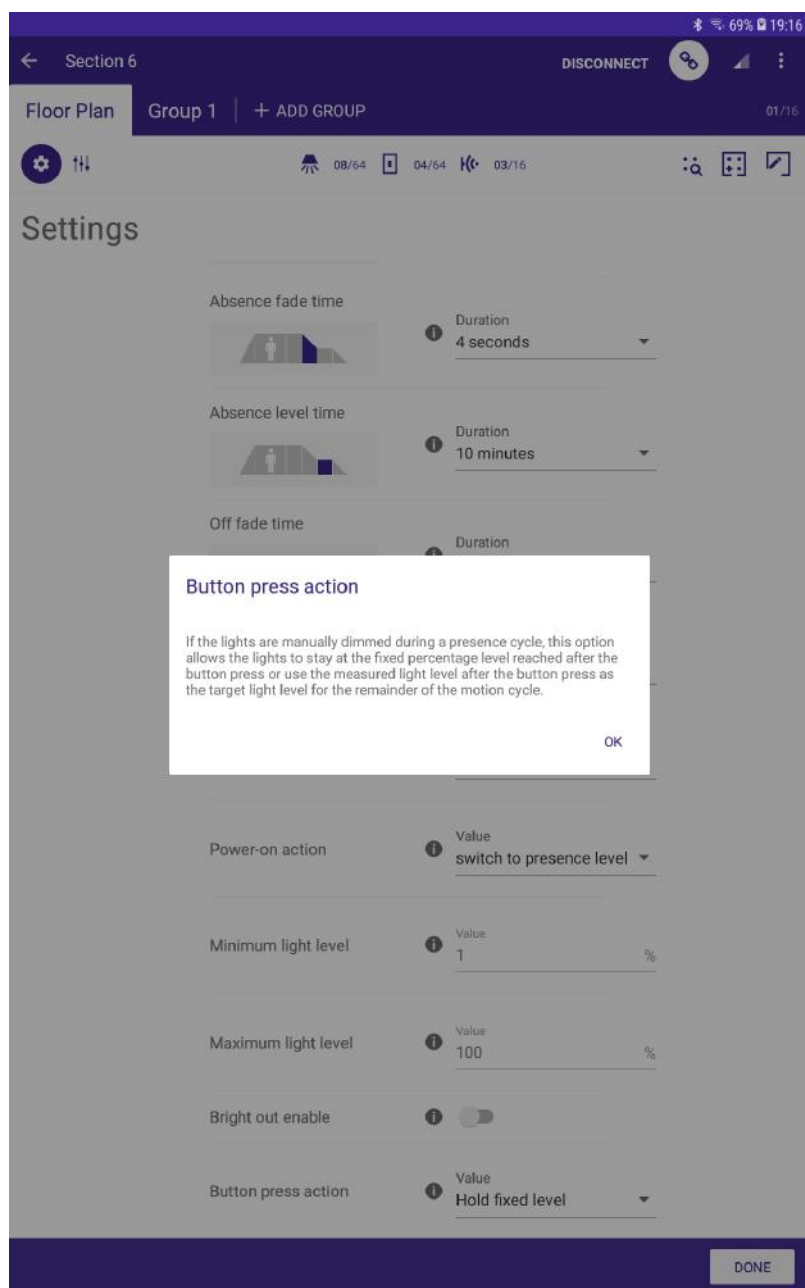 69% 19:16
Section 6
DISCONNECT
Floor Plan
Group 1
+ ADD GROUP
01/16
08/64
04/64
03/16
Settings
Absence fade time
Duration
4 seconds
Absence level time
Duration
10 minutes
Off fade time
Duration
Button press action
If the lights are manually dimmed during a presence cycle, this option
allows the lights to stay at the fixed percentage level reached after the
button press or use the measured light level after the button press as
the target light level for the remainder of the motion cycle.
OK
Power-on action
Value
switch to presence level
Minimum light level
Value
1 %
Maximum light level
Value
100 %
Bright out enable
Button press action
Value
Hold fixed level
DONE